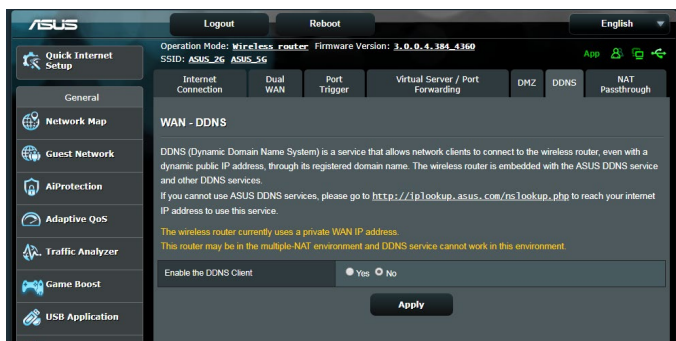 ASUS
Logout
Reboot
English
Quick Internet
Setup
General
Network Map
Guest Network
AiProtection
Adaptive QoS
Traffic Analyzer
Game Boost
USB Application
Operation Mode: Wireless router Firmware Version: 3.0.0.4.384_4360
SSID: ASUS_2G ASUS_5G
App
Internet
Connection
Dual
WAN
Port
Trigger
Virtual Server / Port
Forwarding
DMZ
DDNS
NAT
Passthrough
WAN - DDNS
DDNS (Dynamic Domain Name System) is a service that allows network clients to connect to the wireless router, even with a
dynamic public IP address, through its registered domain name. The wireless router is embedded with the ASUS DDNS service
and other DDNS services.
If you cannot use ASUS DDNS services, please go to http://iplookup.asus.com/nslookup.php to reach your internet
IP address to use this service.
The wireless router currently uses a private WAN IP
address.
This router may be in the multiple-NAT environment and DDNS service cannot work in this environment.
Enable the DDNS Client
Yes No
Apply